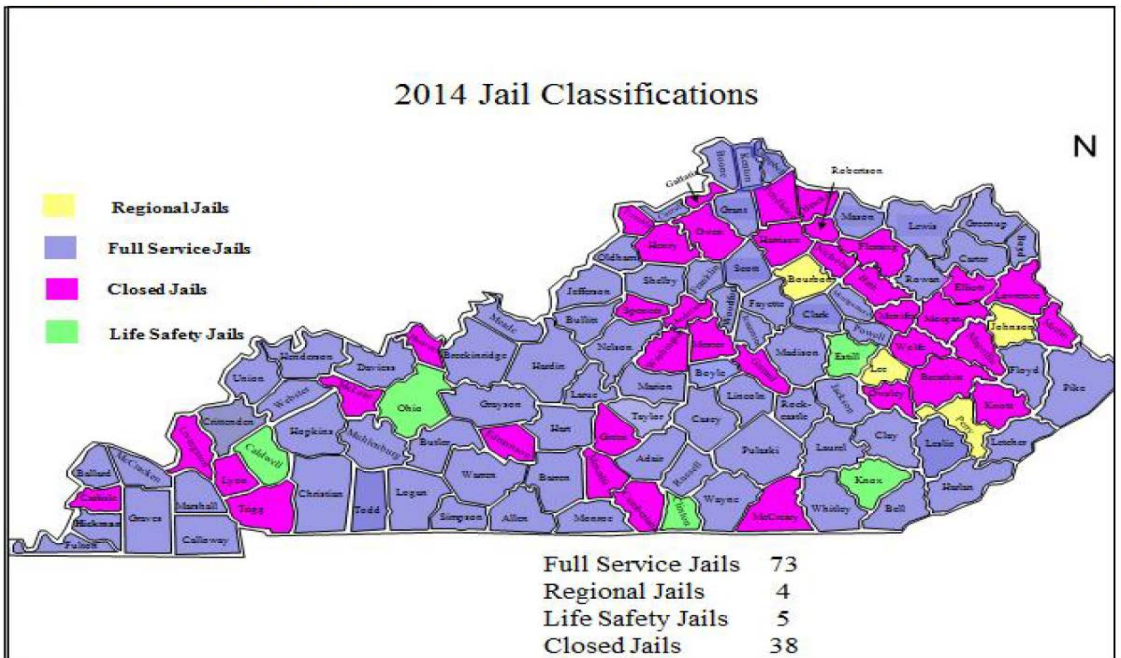 2014 Jail Classifications
N
Regional Jails
Full Service Jails
Closed Jails
Life Safety Jails
Boone
Kenton
Gallatin
Robertson
Grant
Mason
Lewis
Greenup
Boyd
Owen
Henry
Harrison
Fleming
Carter
Oldham
Shelby
Franklin
Scott
Bourbon
Bath
Rowan
Elliott
Lawrence
Jefferson
Spencer
Fayette
Clark
Morgan
Johnson
Bullitt
Powell
Meade
Nelson
Mercer
Madison
Estill
Lee
Wolfe
Floyd
Pike
Henderson
Daviess
Breckinridge
Hardin
Marion
Boyle
Breathitt
Union
Webster
Larue
Lincoln
Rock-
castle
Jackson
Owsley
Knott
Ohio
Grayson
Taylor
Casey
Perry
Crittenden
Hopkins
Muhlenburg
Butler
Hart
Green
Clay
Leslie
Letcher
Caldwell
Adair
Pulaski
Laurel
Ballard
McCracken
Lyon
Warren
Barren
Russell
Knox
Harlan
Carlisle
Marshall
Trigg
Christian
Todd
Logan
Wayne
Hickman
Graves
Simpson
Allen
Monroe
Clinton
McCreary
Whitley
Bell
Fulton
Calloway
Full Service Jails 73
Regional Jails 4
Life Safety Jails 5
Closed Jails 38